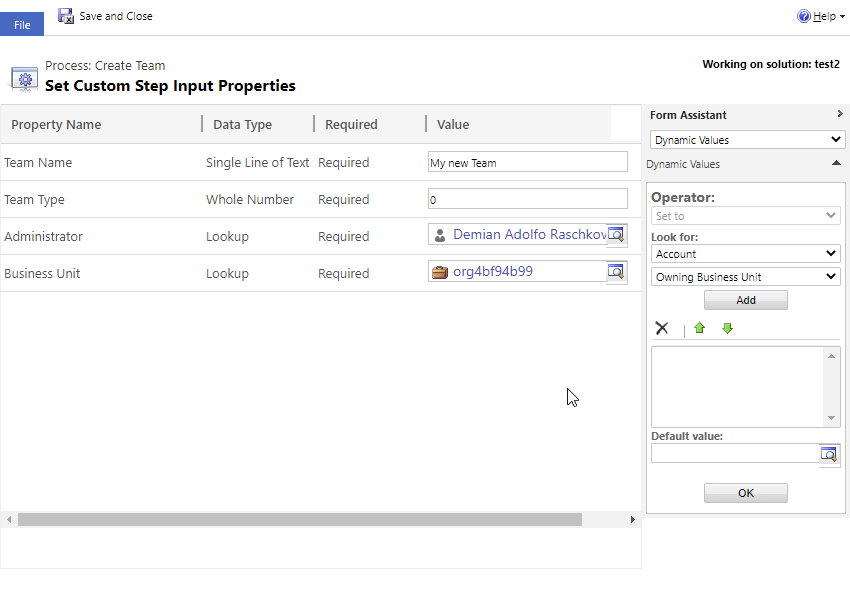 File
Save and Close
Help
Process: Create Team
Set Custom Step Input Properties
Working on solution: test2
Property Name Data Type Required Value
Team Name Single Line of Text Required My new Team
Team Type Whole Number Required 0
Administrator Lookup Required Demian Adolfo Raschkov
Business Unit Lookup Required org4bf94b99
Form Assistant
Dynamic Values
Dynamic Values
Operator:
Set to
Look for:
Account
Owning Business Unit
Add
Default value:
OK